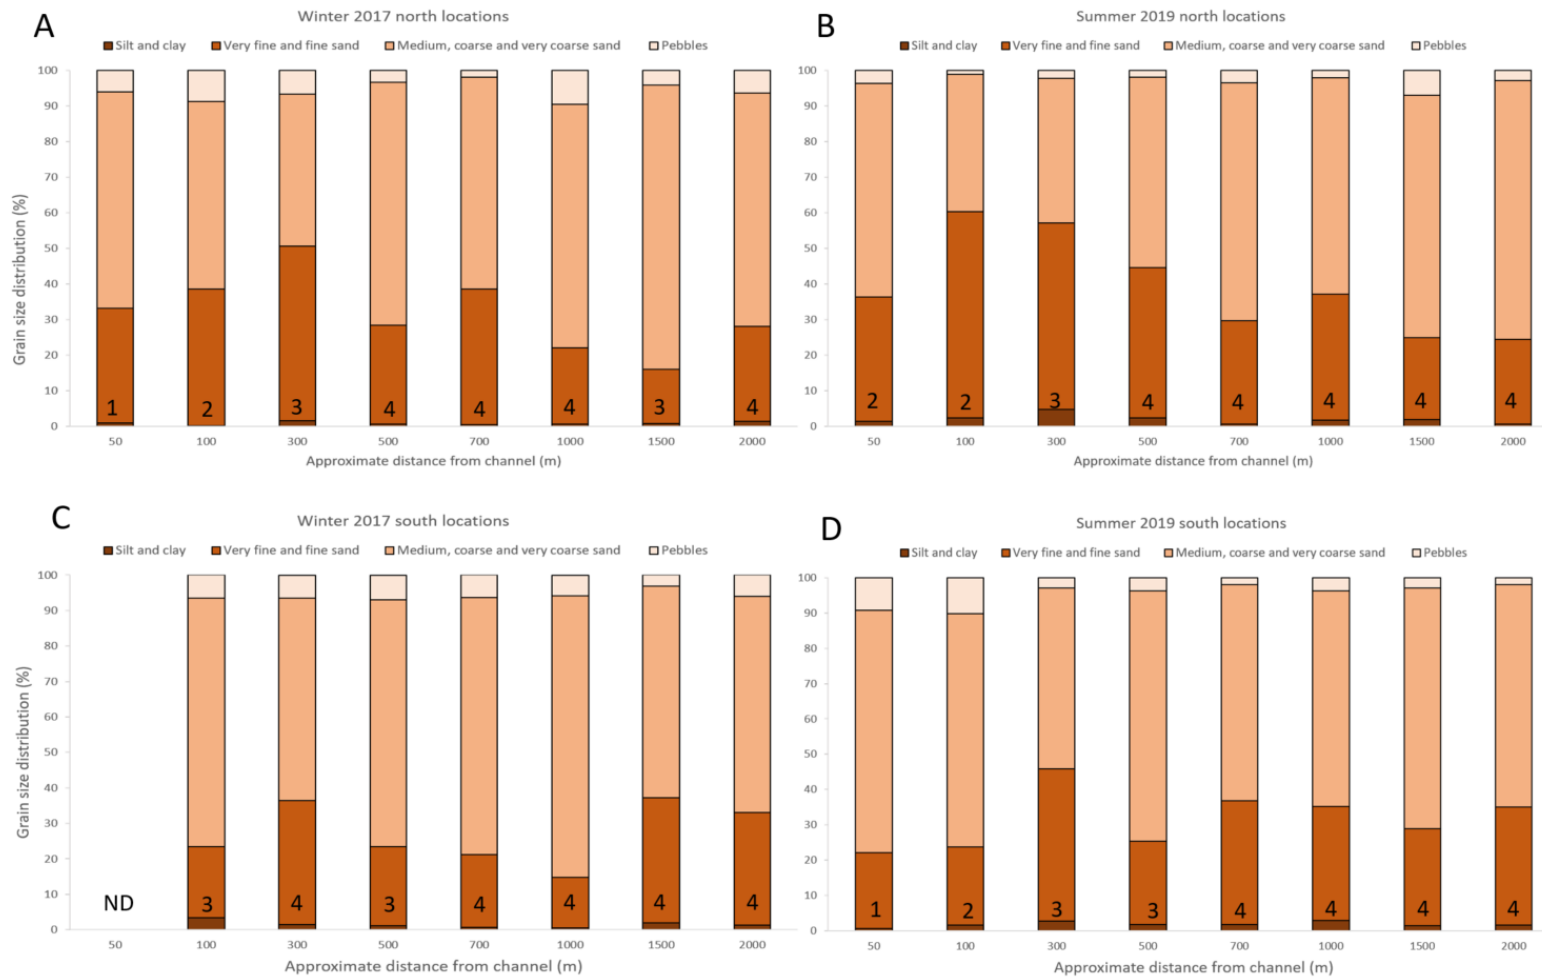 A
Winter 2017 north locations
Silt and clay Very fine and fine sand Medium, coarse and very coarse sand Pebbles
Grain size distribution (%)
100
90
80
70
60
50
40
30
20
10
0
1 2 3 4 4 4 3 4
50 100 300 500 700 1000 1500 2000
Approximate distance from channel (m)
B
Summer 2019 north locations
Silt and clay Very fine and fine sand Medium, coarse and very coarse sand Pebbles
100
90
80
70
60
50
40
30
20
10
0
2 2 3 4 4 4 4 4
50 100 300 500 700 1000 1500 2000
Approximate distance from channel (m)
C
Winter 2017 south locations
Silt and clay Very fine and fine sand Medium, coarse and very coarse sand Pebbles
Grain size distribution (%)
100
90
80
70
60
50
40
30
20
10
0
ND 3 4 3 4 4 4 4
50 100 300 500 700 1000 1500 2000
Approximate distance from channel (m)
D
Summer 2019 south locations
Silt and clay Very fine and fine sand Medium, coarse and very coarse sand Pebbles
100
90
80
70
60
50
40
30
20
10
0
1 2 3 3 4 4 4 4
50 100 300 500 700 1000 1500 2000
Approximate distance from channel (m)